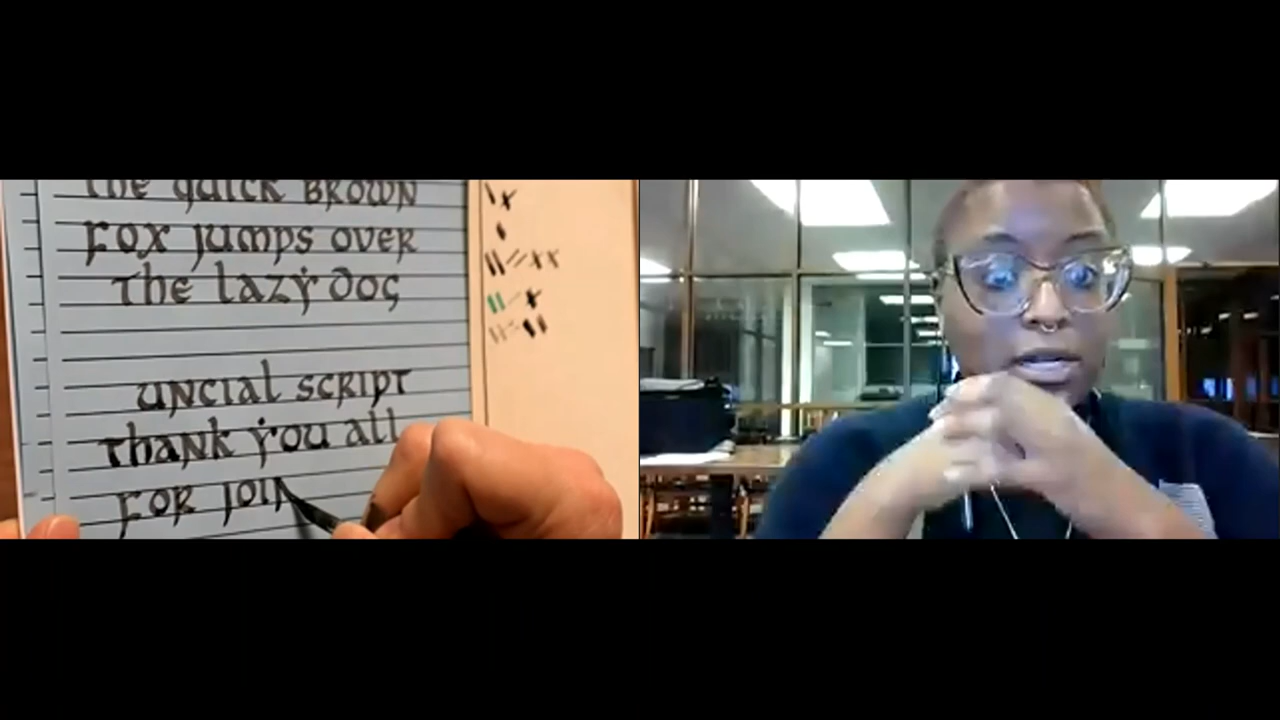 THE QUICK BROWN
FOX JUMPS OVER
THE LAZY DOG
UNCIAL SCRIPT
THANK YOU ALL
FOR JOIN